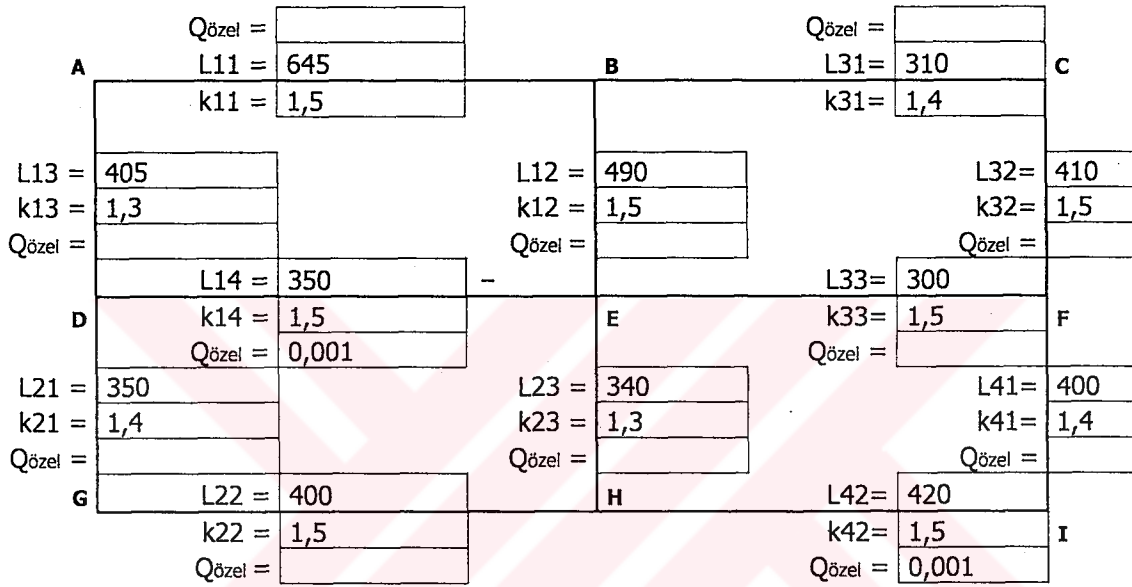 Qözel = Qözel =
L11 = 645 L31= 310
A B C
k11 = 1,5 k31= 1,4
L13 = 405 L12 = 490 L32= 410
k13 = 1,3 k12 = 1,5 k32= 1,5
Qözel = Qözel = Qözel =
L14 = 350 – L33= 300
D k14 = 1,5 E k33= 1,5 F
Qözel = 0,001 Qözel =
L21 = 350 L23 = 340 L41= 400
k21 = 1,4 k23 = 1,3 k41= 1,4
Qözel = Qözel = Qözel =
G L22 = 400 H L42= 420
k22 = 1,5 k42= 1,5 I
Qözel = Qözel = 0,001